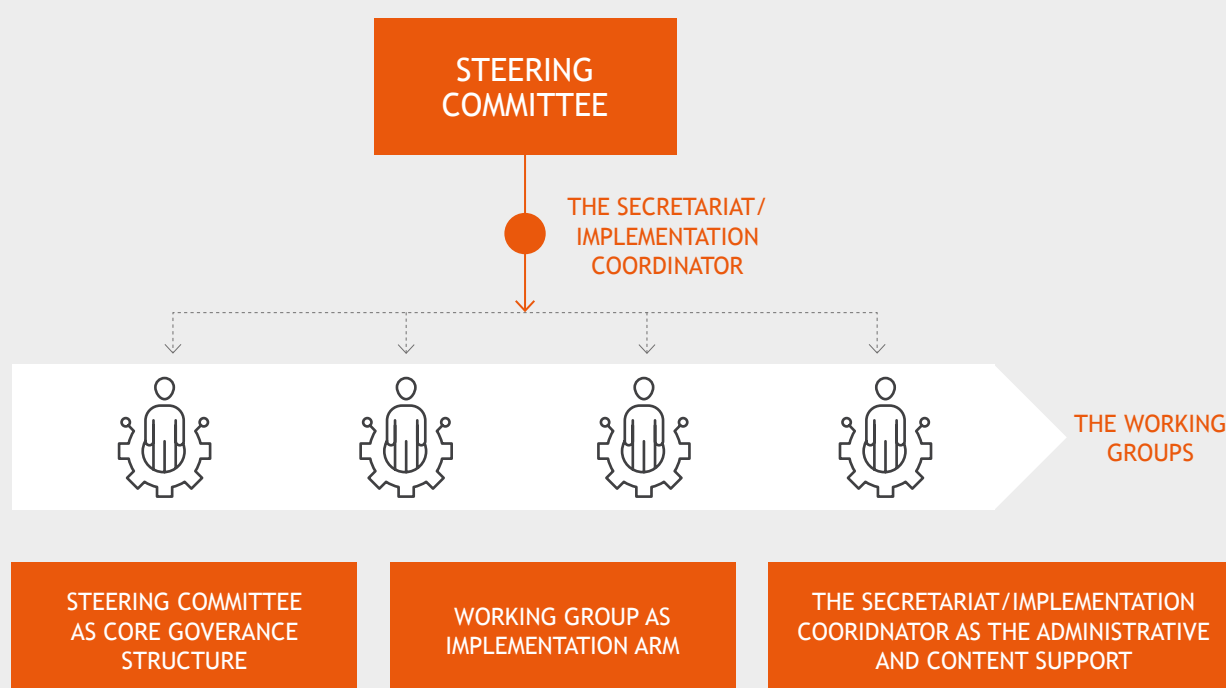 STEERING
COMMITTEE
THE SECRETARIAT/
IMPLEMENTATION
COORDINATOR
THE WORKING
GROUPS
STEERING COMMITTEE
AS CORE GOVERANCE
STRUCTURE
WORKING GROUP AS
IMPLEMENTATION ARM
THE SECRETARIAT/IMPLEMENTATION
COORIDNATOR AS THE ADMINISTRATIVE
AND CONTENT SUPPORT